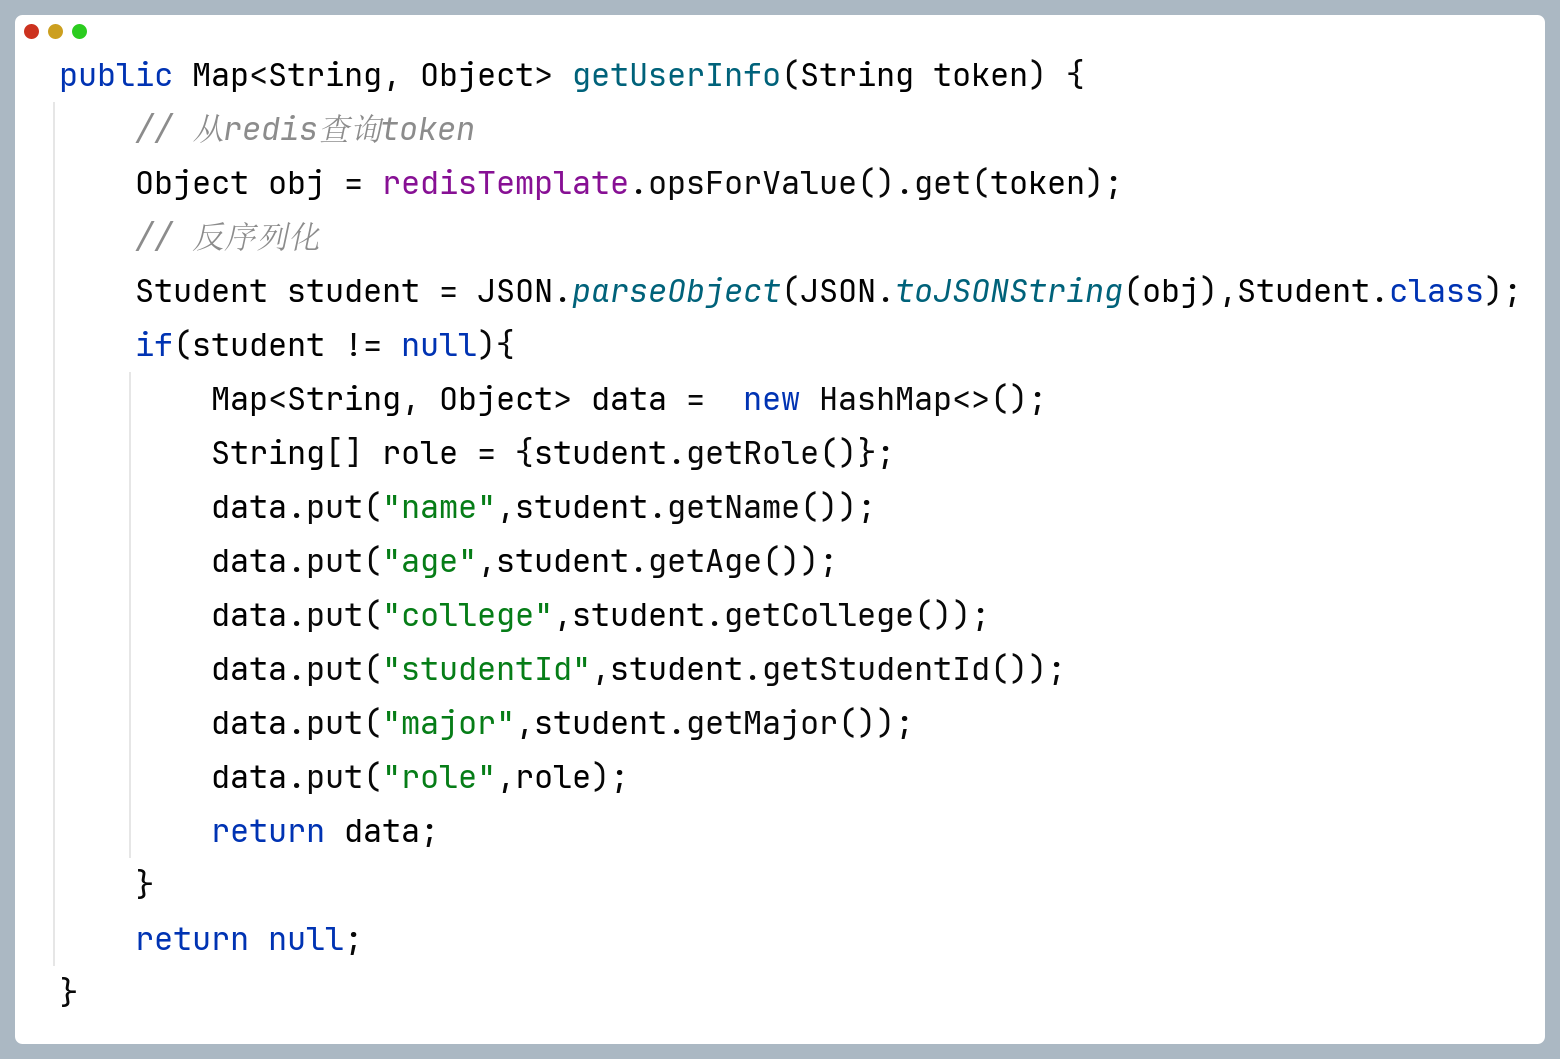 public Map<String, Object> getUserInfo(String token) {
    // 从redis查询token
    Object obj = redisTemplate.opsForValue().get(token);
    // 反序列化
    Student student = JSON.parseObject(JSON.toJSONString(obj),Student.class);
    if(student != null){
        Map<String, Object> data =  new HashMap<>();
        String[] role = {student.getRole()};
        data.put("name",student.getName());
        data.put("age",student.getAge());
        data.put("college",student.getCollege());
        data.put("studentId",student.getStudentId());
        data.put("major",student.getMajor());
        data.put("role",role);
        return data;
    }
    return null;
}